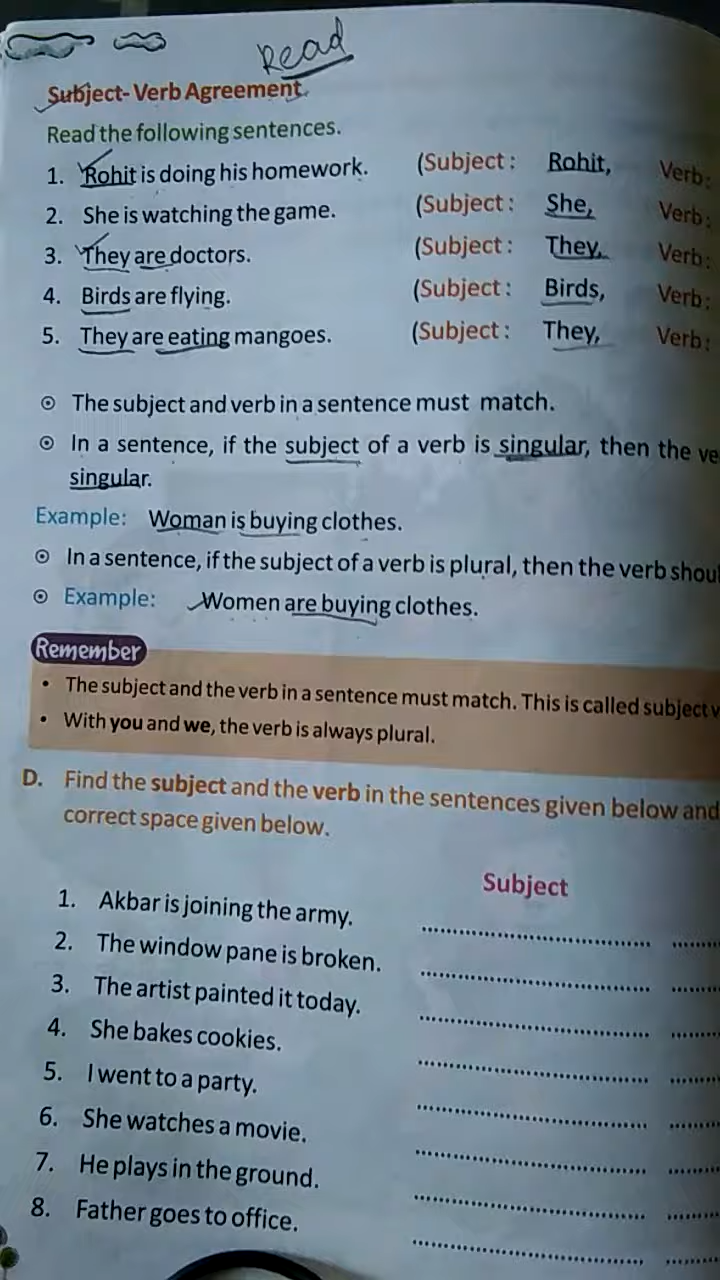 Read
Subject-Verb Agreement
Read the following sentences.
1. Rohit is doing his homework. (Subject : Rohit, Verb:
2. She is watching the game. (Subject : She, Verb:
3. They are doctors. (Subject : They, Verb:
4. Birds are flying. (Subject : Birds, Verb:
5. They are eating mangoes. (Subject : They, Verb:
⊙ The subject and verb in a sentence must match.
⊙ In a sentence, if the subject of a verb is singular, then the ve
singular.
Example: Woman is buying clothes.
⊙ In a sentence, if the subject of a verb is plural, then the verb shoul
⊙ Example: Women are buying clothes.
Remember
• The subject and the verb in a sentence must match. This is called subject v
• With you and we, the verb is always plural.
D. Find the subject and the verb in the sentences given below and
correct space given below.
Subject
1. Akbar is joining the army.
2. The window pane is broken.
3. The artist painted it today.
4. She bakes cookies.
5. I went to a party.
6. She watches a movie.
7. He plays in the ground.
8. Father goes to office.